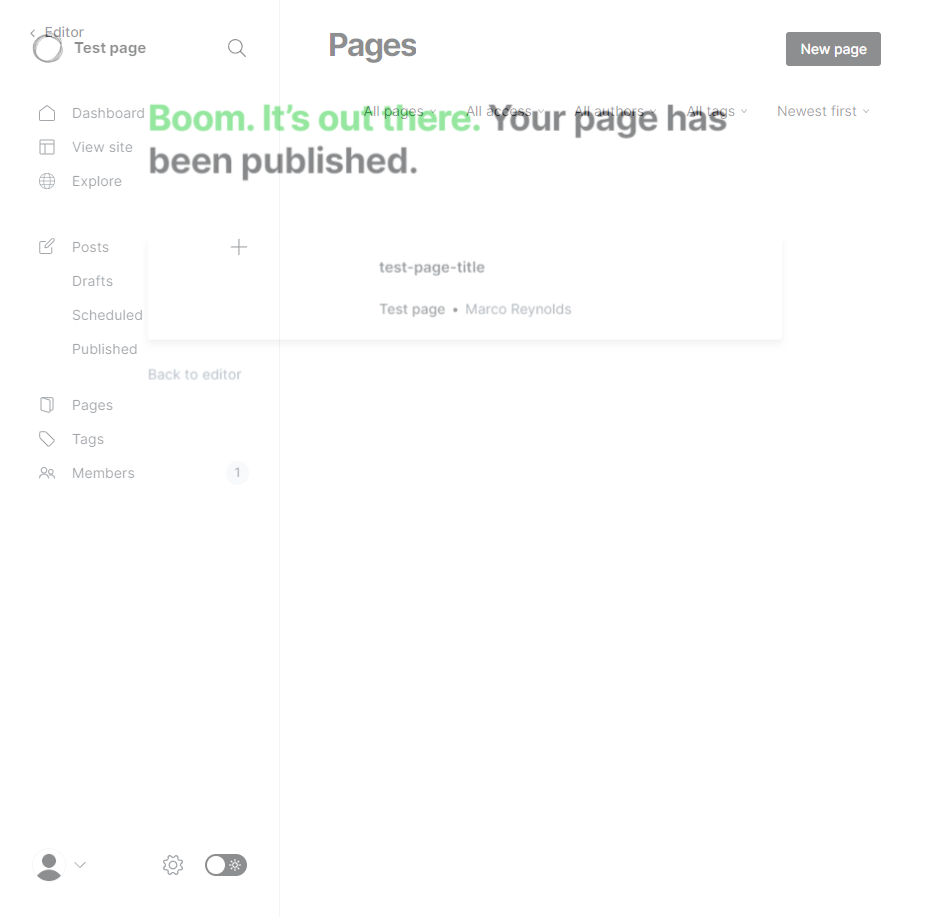 Editor
Test page
Pages
New page
All pages
All access
All authors
All tags
Newest first
Boom. It’s out there. Your page has
been published.
Dashboard
View site
Explore
Posts
Drafts
Scheduled
Published
test-page-title
Test page • Marco Reynolds
Back to editor
Pages
Tags
Members
1